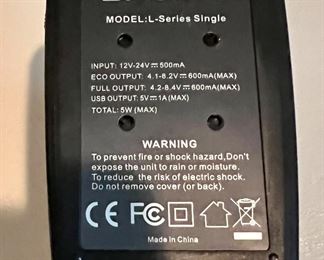 MODEL:L-Series Single
INPUT: 12V-24V⎓500mA
ECO OUTPUT: 4.1-8.2V⎓600mA(MAX)
FULL OUTPUT: 4.2-8.4V⎓600mA(MAX)
USB OUTPUT: 5V⎓1A(MAX)
TOTAL: 5W(MAX)
WARNING
To prevent fire or shock hazard,Don't
expose the unit to rain or moisture.
To reduce the risk of electric shock.
Do not remove cover (or back).
CE FC
Made in China